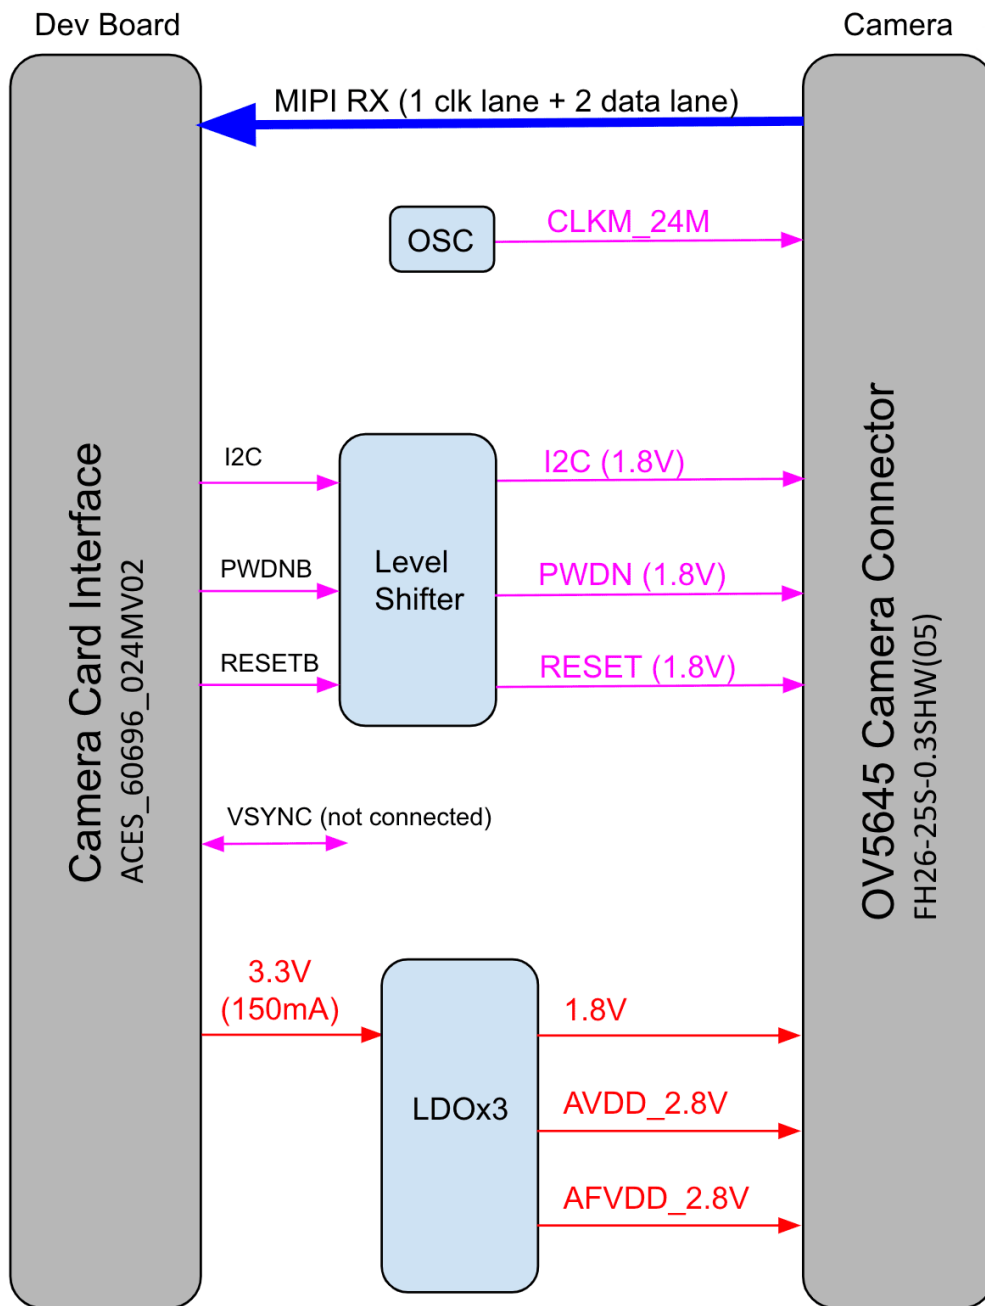 Dev Board
Camera
MIPI RX (1 clk lane + 2 data lane)
OSC
CLKM_24M
Camera Card Interface
ACES_60696_024MV02
OV5645 Camera Connector
FH26-25S-0.3SHW(05)
I2C
I2C (1.8V)
Level
Shifter
PWDNB
PWDN (1.8V)
RESETB
RESET (1.8V)
VSYNC (not connected)
3.3V
(150mA)
LDOx3
1.8V
AVDD_2.8V
AFVDD_2.8V